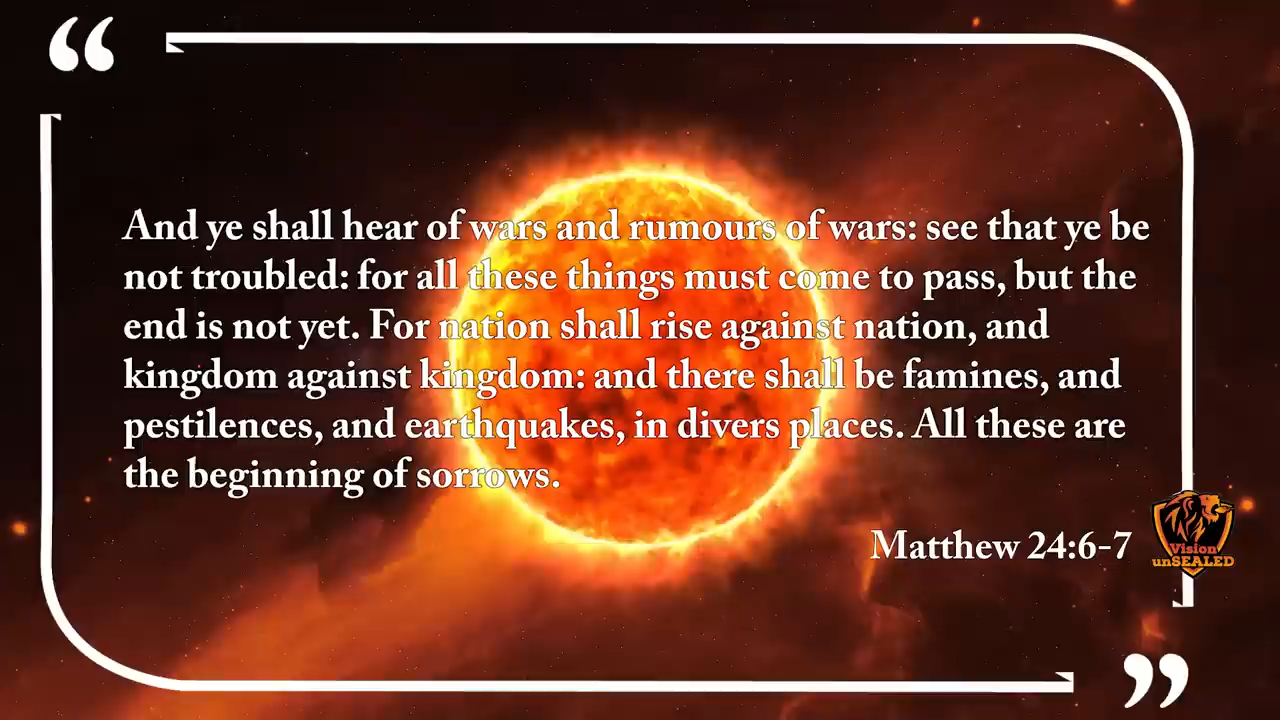 “
And ye shall hear of wars and rumours of wars: see that ye be
not troubled: for all these things must come to pass, but the
end is not yet. For nation shall rise against nation, and
kingdom against kingdom: and there shall be famines, and
pestilences, and earthquakes, in divers places. All these are
the beginning of sorrows.
Matthew 24:6-7
Vision
unSEALED
”